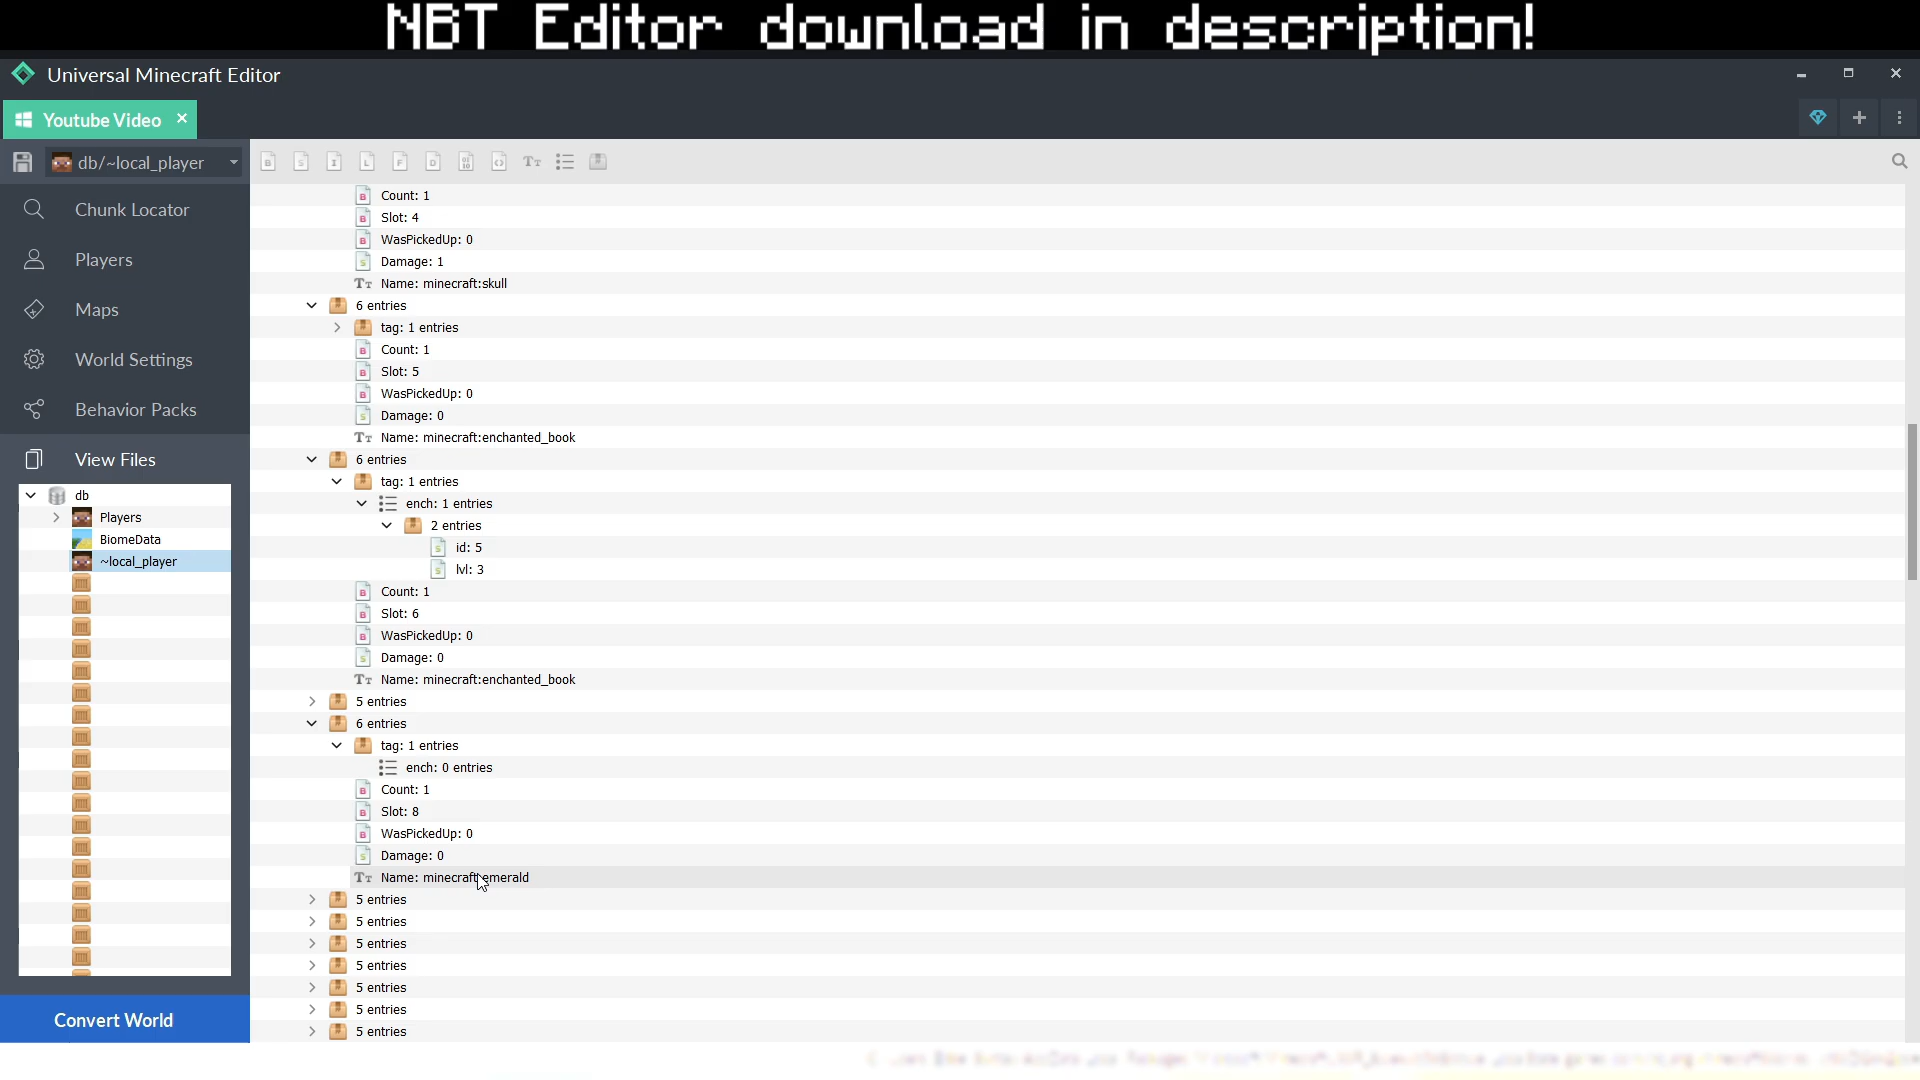 NBT Editor download in description!
Universal Minecraft Editor
Youtube Video
db/~local_player
Chunk Locator
Players
Maps
World Settings
Behavior Packs
View Files
db
Players
BiomeData
~local_player
Convert World
Count: 1
Slot: 4
WasPickedUp: 0
Damage: 1
Name: minecraft:skull
6 entries
tag: 1 entries
Count: 1
Slot: 5
WasPickedUp: 0
Damage: 0
Name: minecraft:enchanted_book
6 entries
tag: 1 entries
ench: 1 entries
2 entries
id: 5
lvl: 3
Count: 1
Slot: 6
WasPickedUp: 0
Damage: 0
Name: minecraft:enchanted_book
5 entries
6 entries
tag: 1 entries
ench: 0 entries
Count: 1
Slot: 8
WasPickedUp: 0
Damage: 0
Name: minecraft:emerald
5 entries
5 entries
5 entries
5 entries
5 entries
5 entries
5 entries